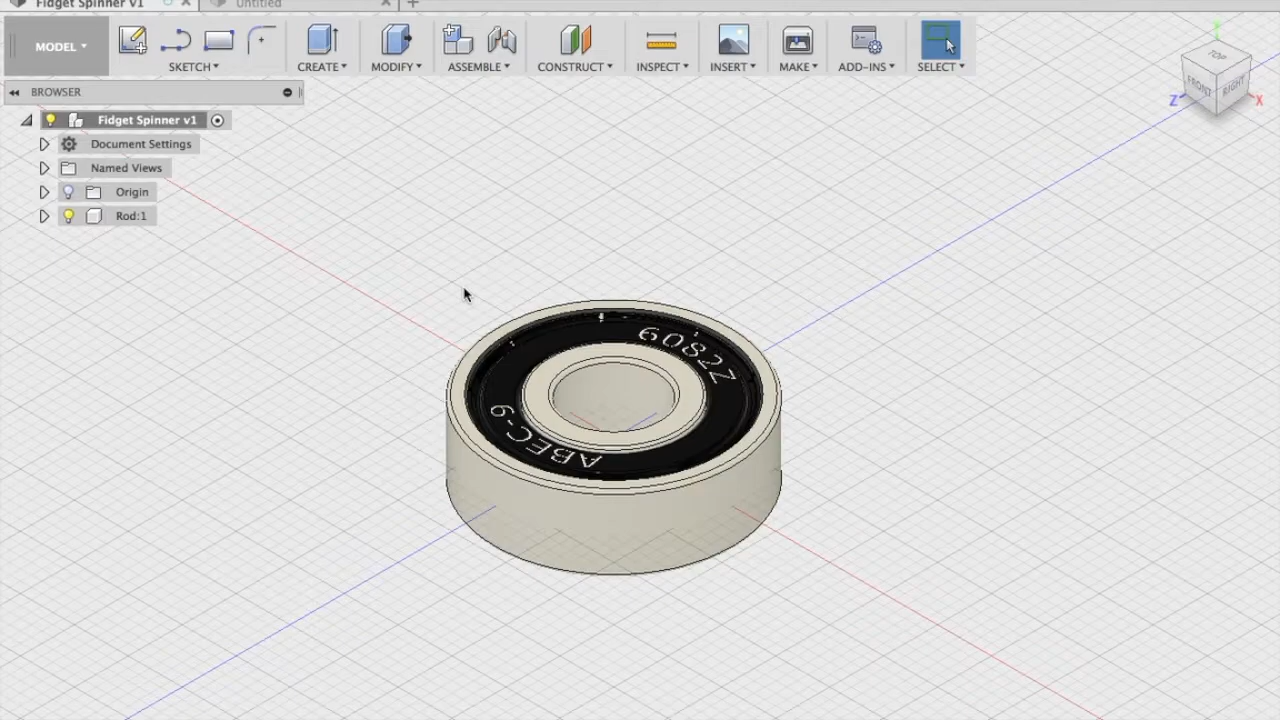 Fidget Spinner v1
Untitled
MODEL
SKETCH
CREATE
MODIFY
ASSEMBLE
CONSTRUCT
INSPECT
INSERT
MAKE
ADD-INS
SELECT
BROWSER
Fidget Spinner v1
Document Settings
Named Views
Origin
Rod:1
TOP
FRONT
RIGHT
Y
Z
X
6082Z
ABEC-9